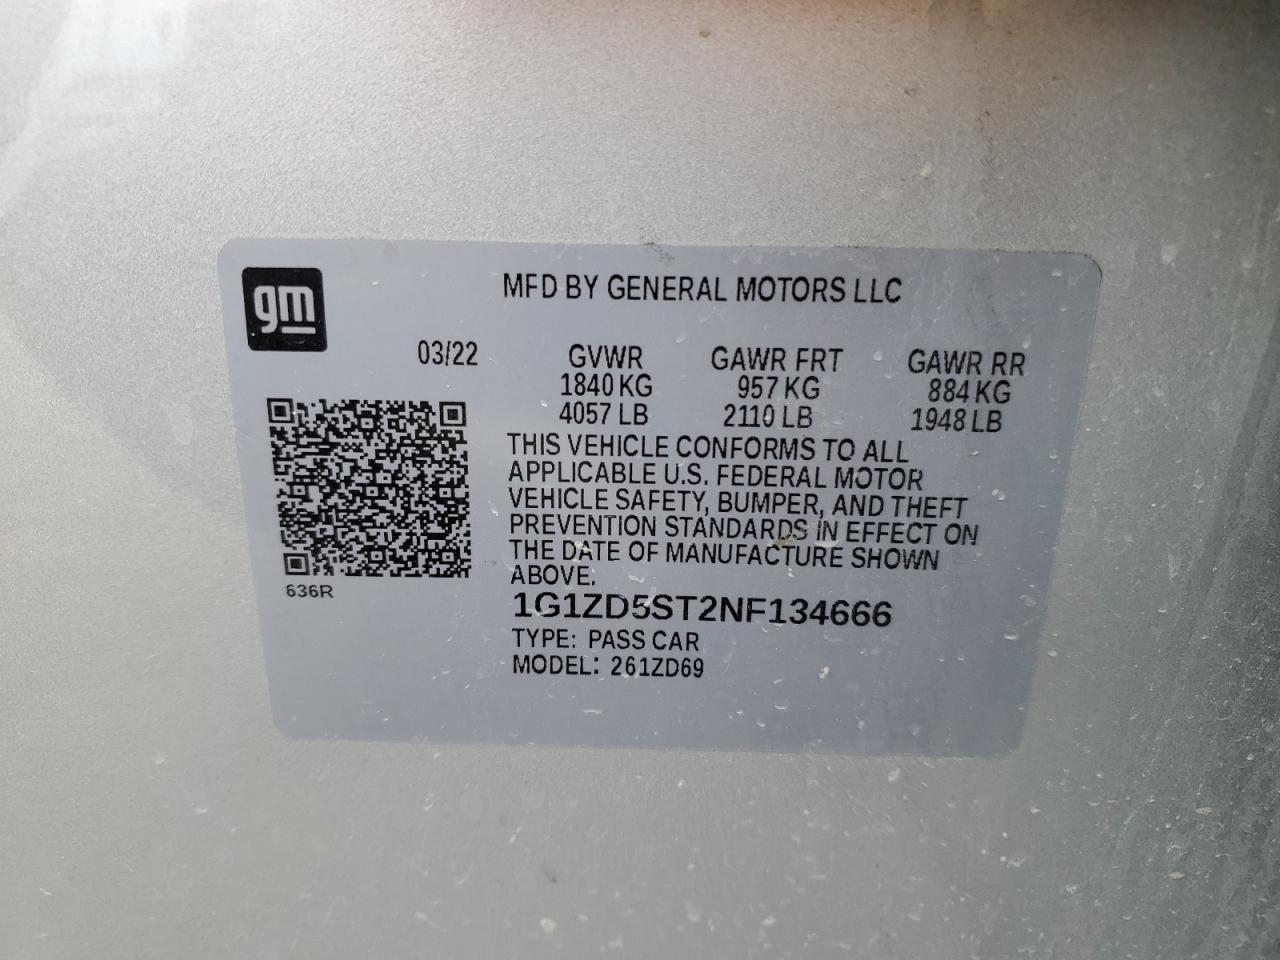 gm
MFD BY GENERAL MOTORS LLC
03/22 GVWR GAWR FRT GAWR RR
1840 KG 957 KG 884 KG
4057 LB 2110 LB 1948 LB
THIS VEHICLE CONFORMS TO ALL
APPLICABLE U.S. FEDERAL MOTOR
VEHICLE SAFETY, BUMPER, AND THEFT
PREVENTION STANDARDS IN EFFECT ON
THE DATE OF MANUFACTURE SHOWN
ABOVE.
636R
1G1ZD5ST2NF134666
TYPE: PASS CAR
MODEL: 261ZD69